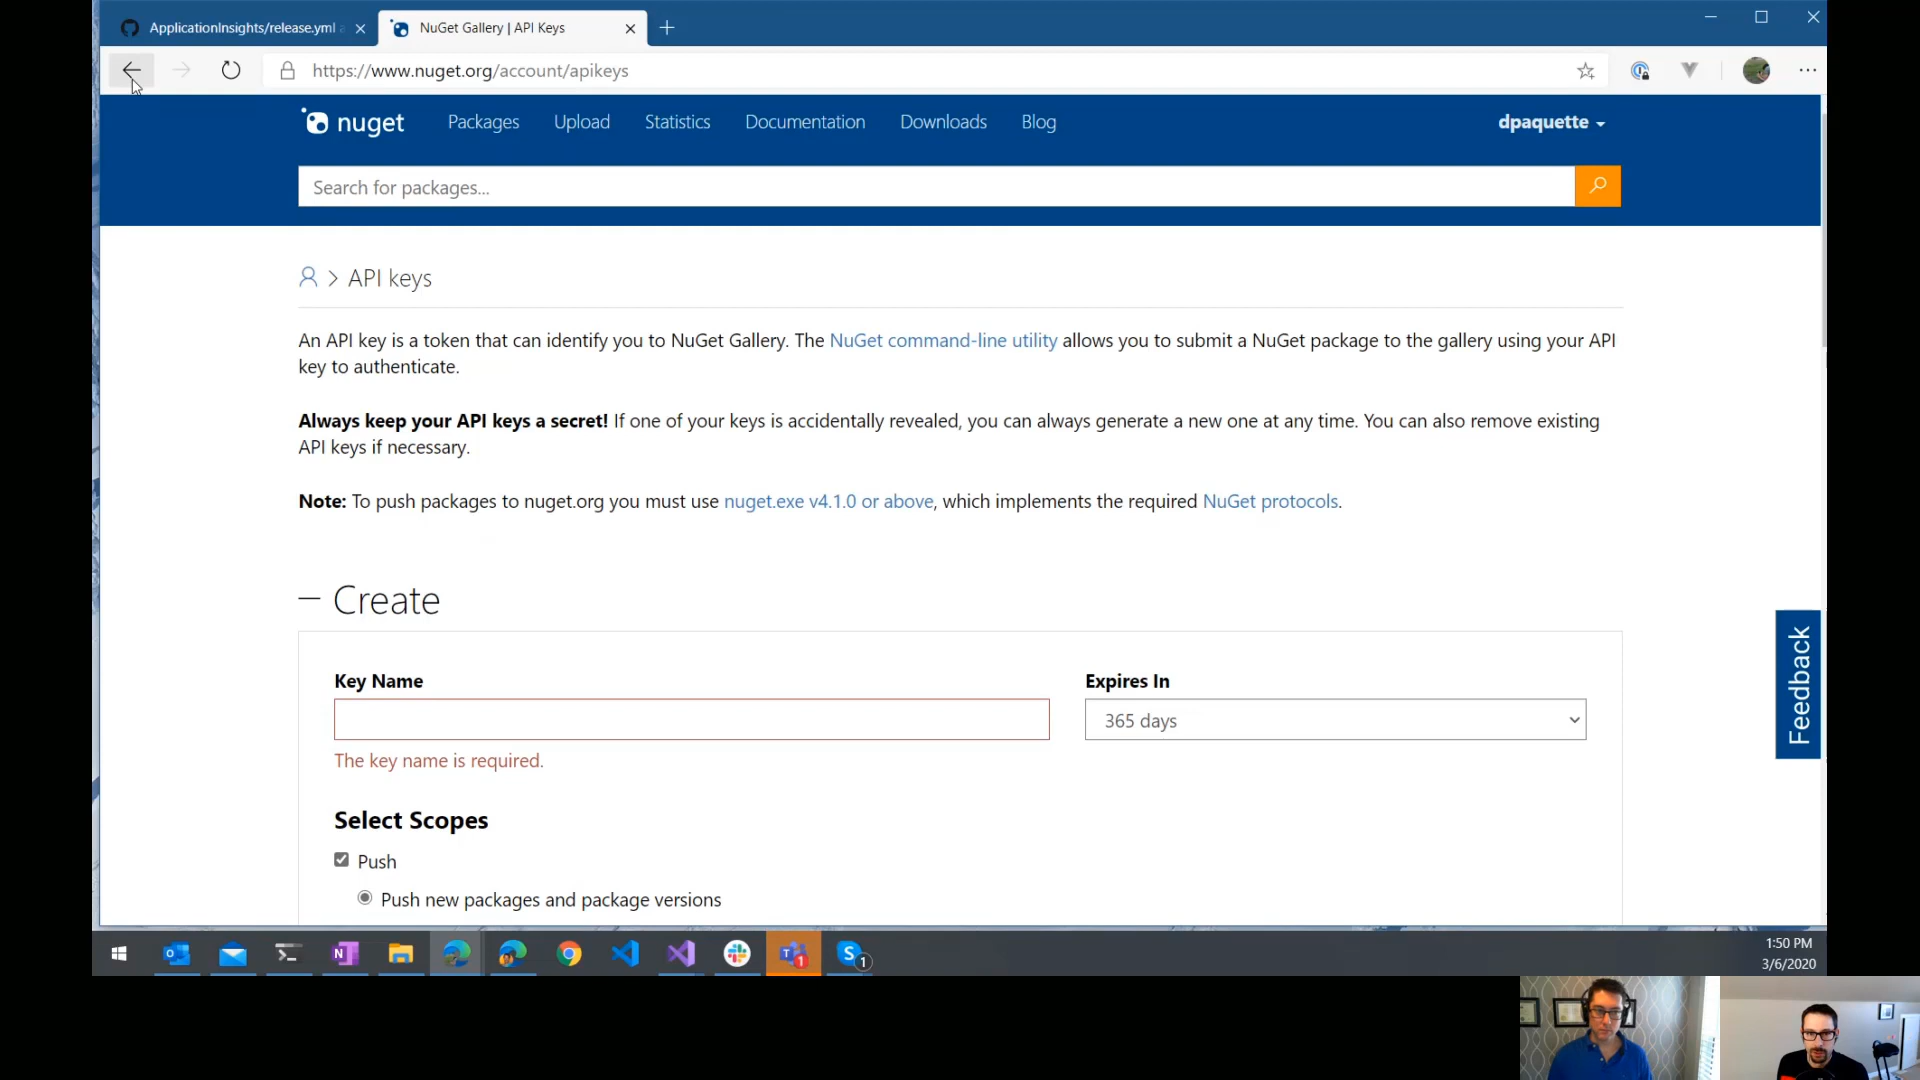 ApplicationInsights/release.yml a
NuGet Gallery | API Keys
https://www.nuget.org/account/apikeys
nuget
Packages
Upload
Statistics
Documentation
Downloads
Blog
dpaquette
Search for packages...
API keys
An API key is a token that can identify you to NuGet Gallery. The NuGet command-line utility allows you to submit a NuGet package to the gallery using your API
key to authenticate.
Always keep your API keys a secret! If one of your keys is accidentally revealed, you can always generate a new one at any time. You can also remove existing
API keys if necessary.
Note: To push packages to nuget.org you must use nuget.exe v4.1.0 or above, which implements the required NuGet protocols.
Create
Key Name
Expires In
365 days
The key name is required.
Feedback
Select Scopes
Push
Push new packages and package versions
1
1
1:50 PM
3/6/2020